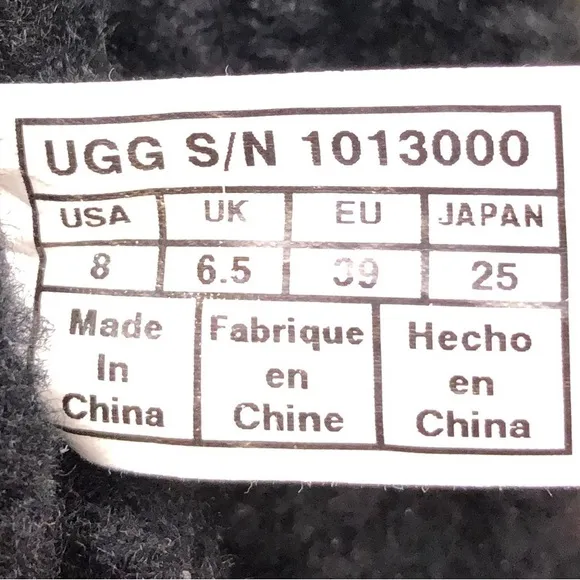 UGG S/N 1013000
USA UK EU JAPAN
8 6.5 39 25
Made Fabrique Hecho
In en en
China Chine China